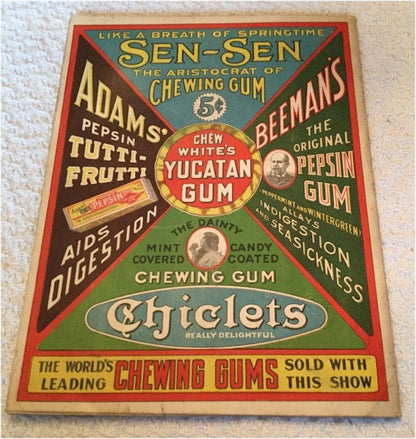 LIKE A BREATH OF SPRINGTIME
SEN-SEN
THE ARISTOCRAT OF
CHEWING GUM
5¢
ADAMS'
PEPSIN
TUTTI-
FRUTTI
PEPSIN
AIDS
DIGESTION
CHEW
WHITE'S
YUCATAN
GUM
BEEMAN'S
THE
ORIGINAL
PEPSIN
GUM
(PEPPERMINT AND WINTERGREEN)
ALLAYS
INDIGESTION
AND SEASICKNESS
THE DAINTY
MINT CANDY
COVERED COATED
CHEWING GUM
Chiclets
REALLY DELIGHTFUL
THE WORLD'S
LEADING
CHEWING GUMS
SOLD WITH
THIS SHOW